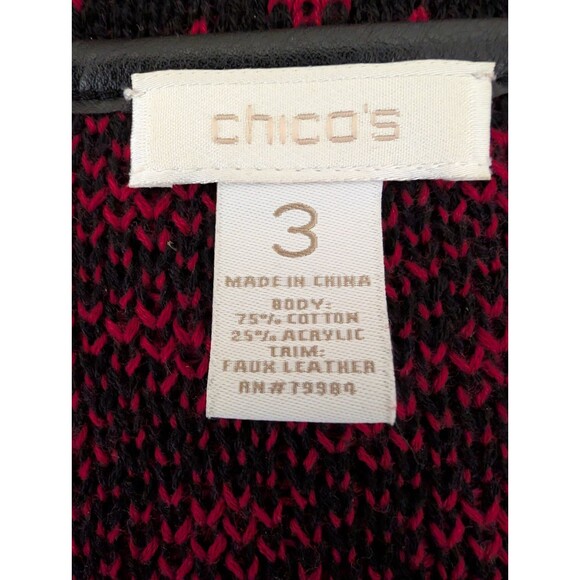 chico's
3
MADE IN CHINA
BODY:
75% COTTON
25% ACRYLIC
TRIM:
FAUX LEATHER
RN#79984